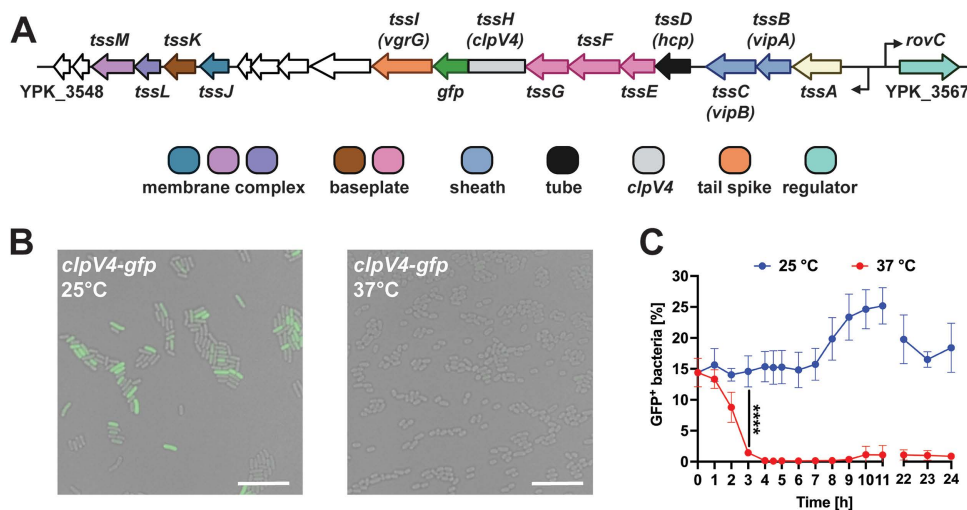 A
tssI tssH tssD tssB
tssM tssK (vgrG) (clpV4) tssF (hcp) (vipA) rovC
YPK_3548 tssL tssJ gfp tssG tssE tssC tssA YPK_3567
(vipB)
membrane complex baseplate sheath tube clpV4 tail spike regulator
B
clpV4-gfp
25°C
clpV4-gfp
37°C
C
25 °C 37 °C
GFP+ bacteria [%]
30
25
20
15
10
5
0
****
0 1 2 3 4 5 6 7 8 9 10 11 22 23 24
Time [h]